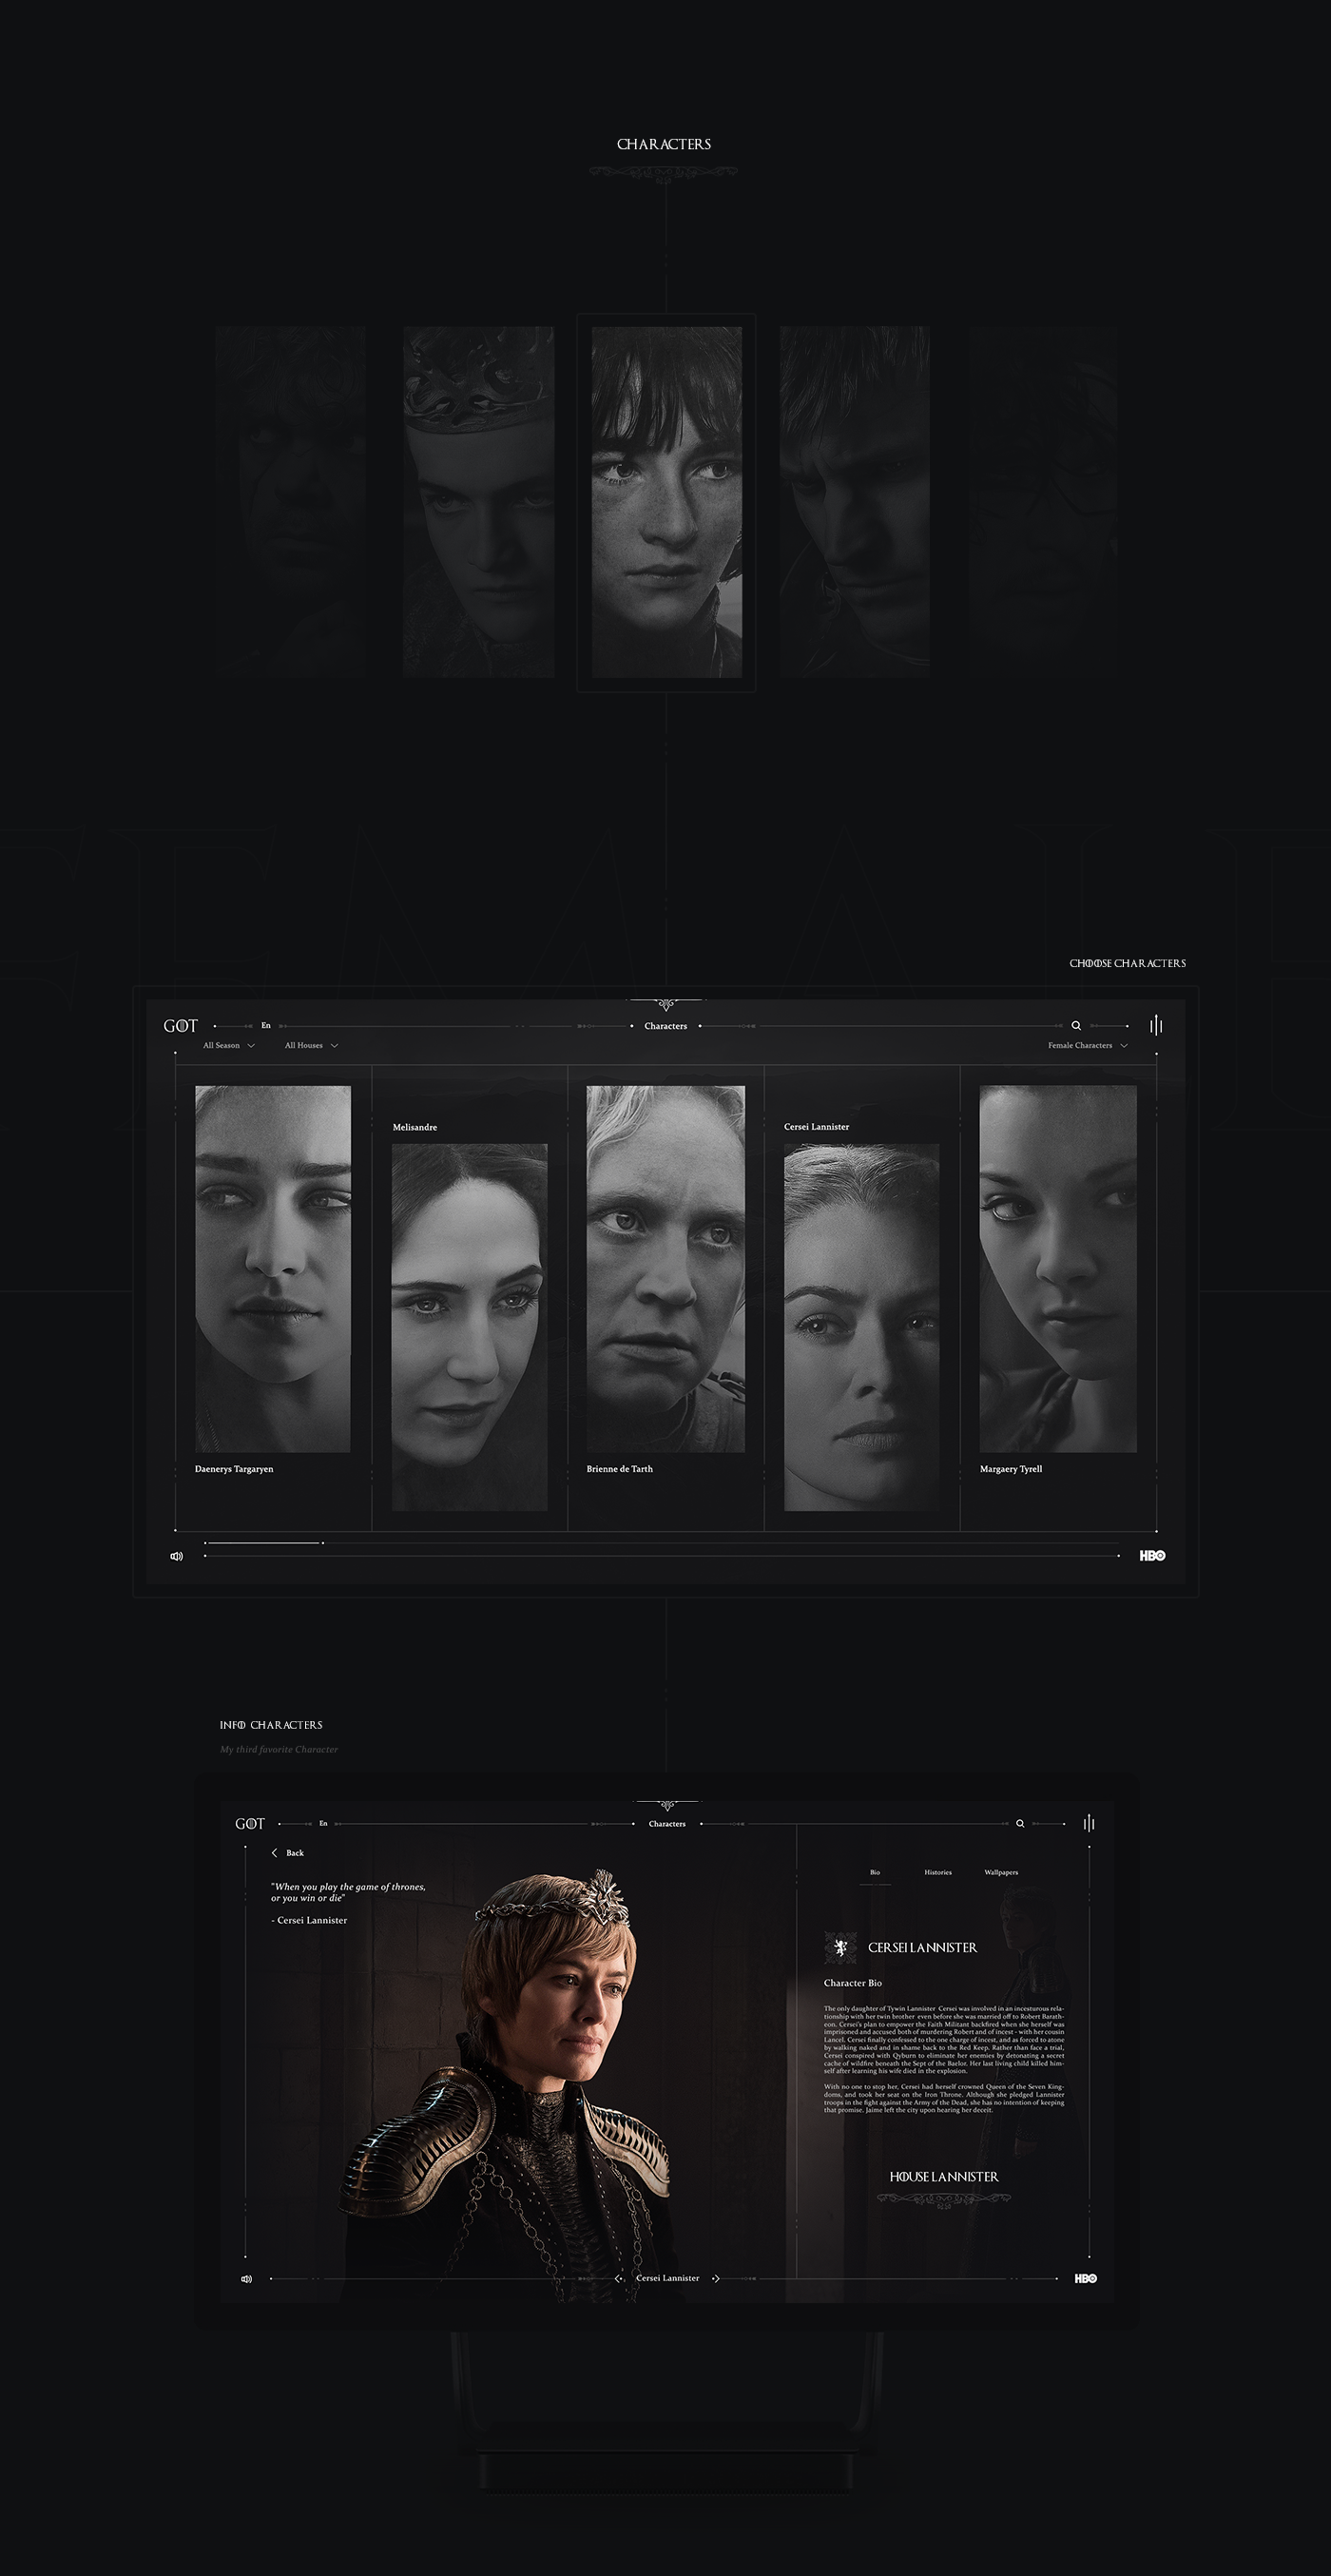 CHARACTERS
FEMALE
CHOOSE CHARACTERS
GOT
En
Characters
All Season
All Houses
Female Characters
Melisandre
Cersei Lannister
Daenerys Targaryen
Brienne de Tarth
Margaery Tyrell
HBO
INFO CHARACTERS
My third favorite Character
GOT
En
Characters
Back
"When you play the game of thrones,
or you win or die"
- Cersei Lannister
Bio
Histories
Wallpapers
CERSEI LANNISTER
Character Bio
The only daughter of Tywin Lannister Cersei was involved in an incesturous rela-
tionship with her twin brother even before she was married off to Robert Barath-
eon. Cersei's plan to empower the Faith Militant backfired when she herself was
imprisoned and accused both of murdering Robert and of incest - with her cousin
Lancel. Cersei finally confessed to the one charge of incest, and as forced to atone
by walking naked and in shame back to the Red Keep. Rather than face a trial,
Cersei conspired with Qyburn to eliminate her enemies by detonating a secret
cache of wildfire beneath the Sept of the Baelor. Her last living child killed him-
self after learning his wife died in the explosion.
With no one to stop her, Cersei had herself crowned Queen of the Seven King-
doms, and took her seat on the Iron Throne. Although she pledged Lannister
troops in the fight against the Army of the Dead, she has no intention of keeping
that promise. Jaime left the city upon hearing her deceit.
HOUSE LANNISTER
Cersei Lannister
HBO